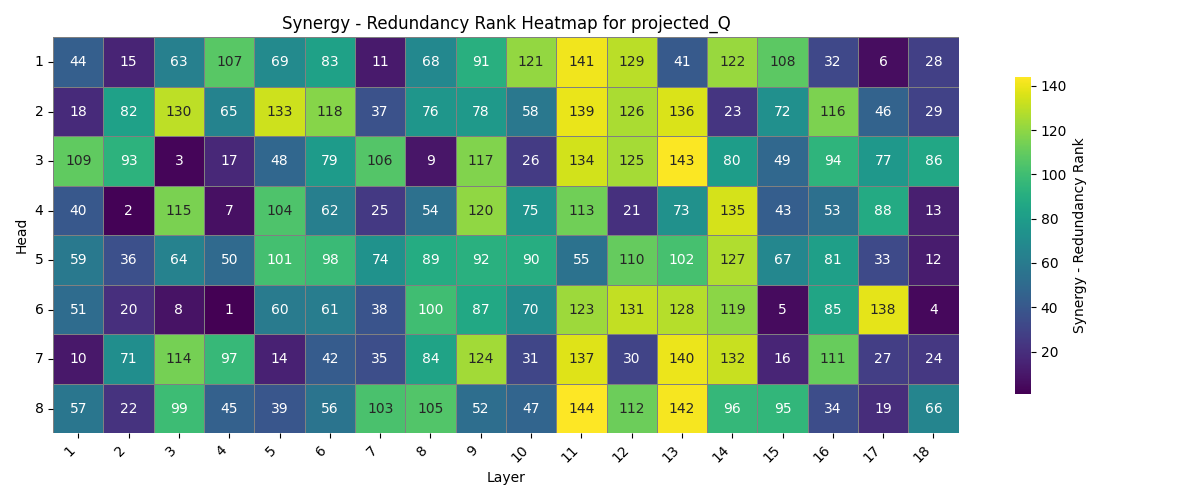 Synergy - Redundancy Rank Heatmap for projected_Q
1 44 15 63 107 69 83 11 68 91 121 141 129 41 122 108 32 6 28
2 18 82 130 65 133 118 37 76 78 58 139 126 136 23 72 116 46 29
3 109 93 3 17 48 79 106 9 117 26 134 125 143 80 49 94 77 86
4 40 2 115 7 104 62 25 54 120 75 113 21 73 135 43 53 88 13
5 59 36 64 50 101 98 74 89 92 90 55 110 102 127 67 81 33 12
6 51 20 8 1 60 61 38 100 87 70 123 131 128 119 5 85 138 4
7 10 71 114 97 14 42 35 84 124 31 137 30 140 132 16 111 27 24
8 57 22 99 45 39 56 103 105 52 47 144 112 142 96 95 34 19 66
1 2 3 4 5 6 7 8 9 10 11 12 13 14 15 16 17 18
Layer
Head
140
120
100
80
60
40
20
Synergy - Redundancy Rank